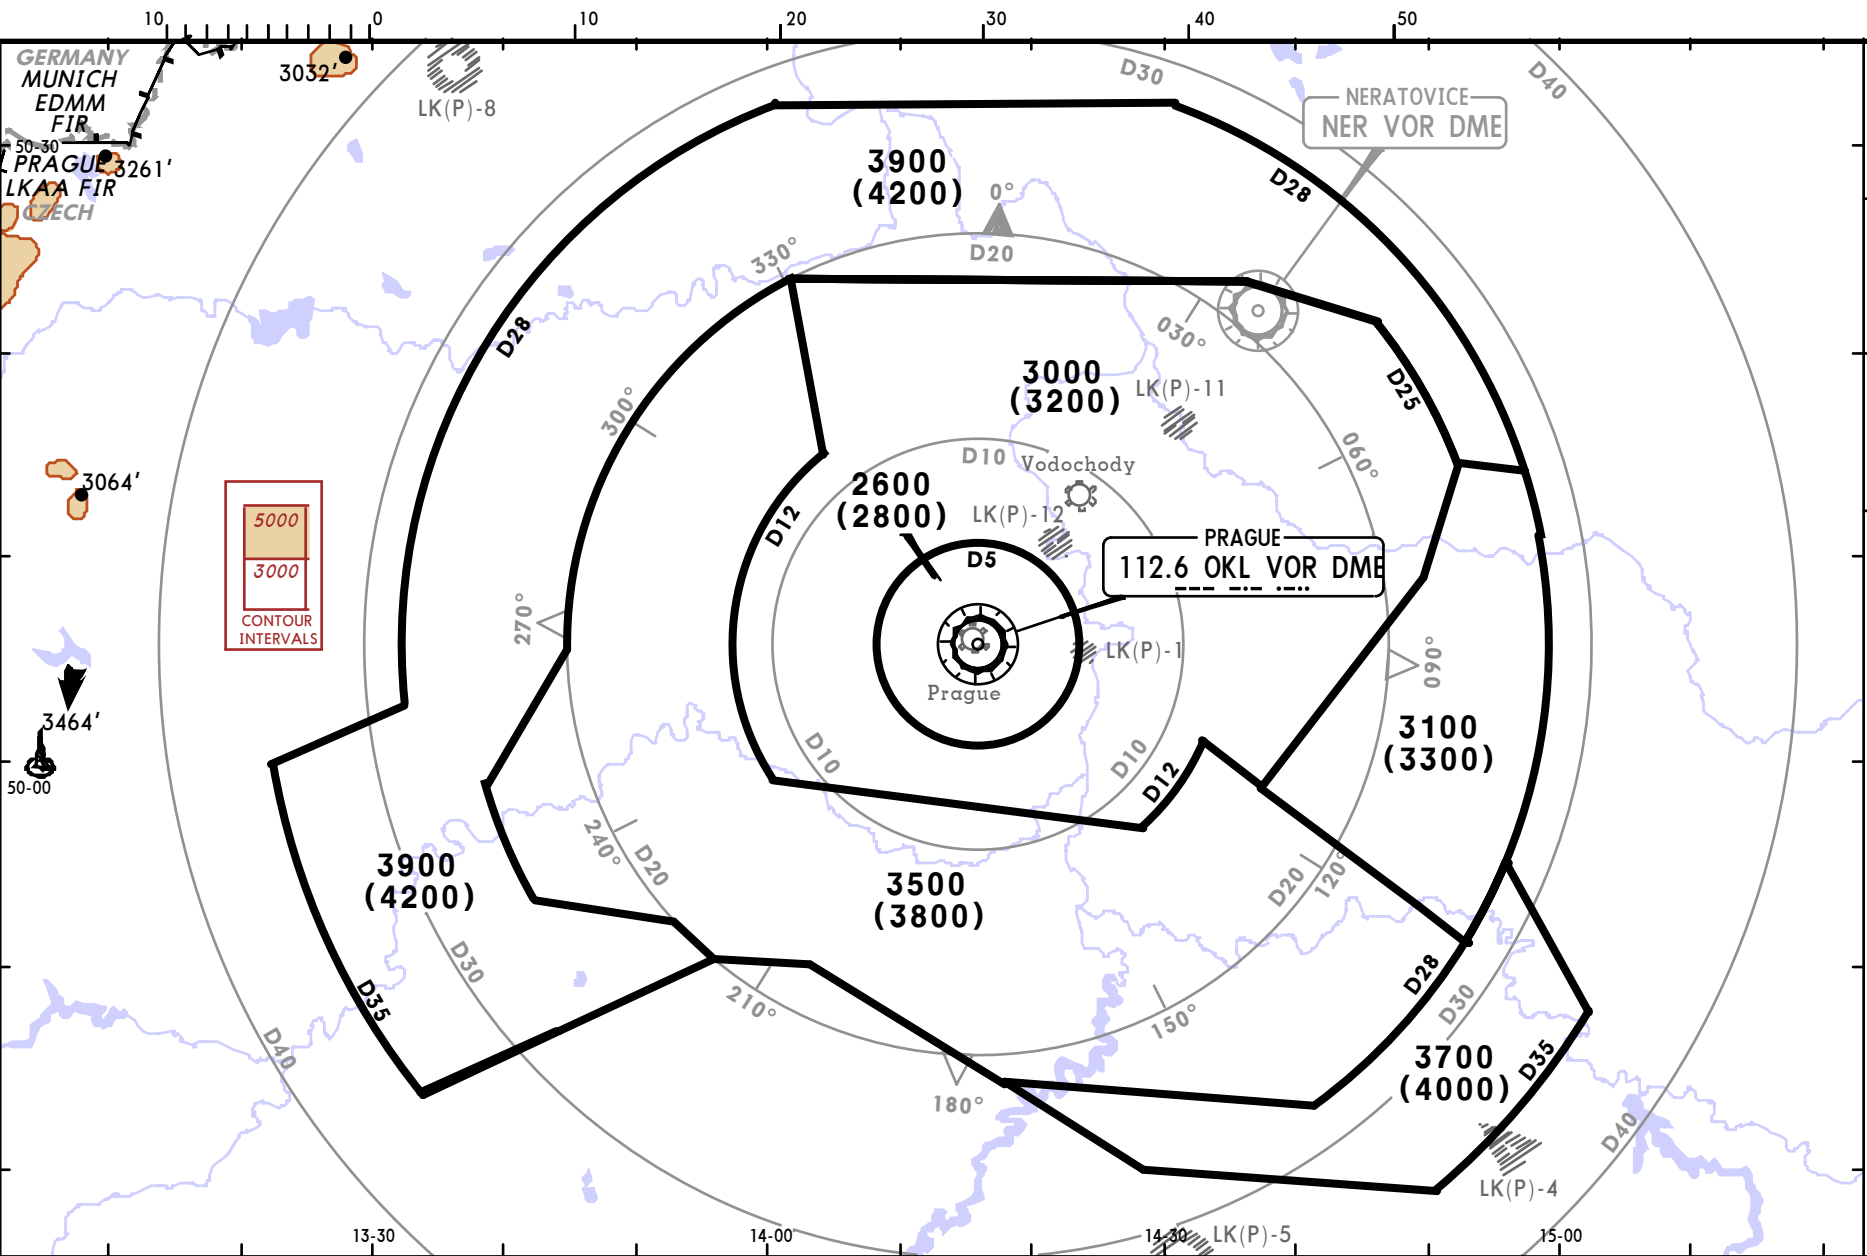 10 0 10 20 30 40 50
GERMANY
MUNICH
EDMM
FIR
50-30
PRAGUE
LKAA FIR
CZECH
3032'
3261'
LK(P)-8
D30
D40
NERATOVICE
NER VOR DME
3900
(4200)
D28
0°
D20
330°
D28
030°
3000
(3200)
LK(P)-11
D25
300°
060°
D10
Vodochody
3064'
2600
(2800)
LK(P)-12
D12
5000
3000
CONTOUR
INTERVALS
D5
PRAGUE
112.6 OKL VOR DME
270°
LK(P)-1
090°
Prague
3464'
50-00
3100
(3300)
D10
D10
D12
240°
D20
3900
(4200)
3500
(3800)
D20
120°
D30
D35
D28
D30
210°
150°
D40
3700
(4000)
D35
180°
D40
LK(P)-4
LK(P)-5
13-30 14-00 14-30 15-00